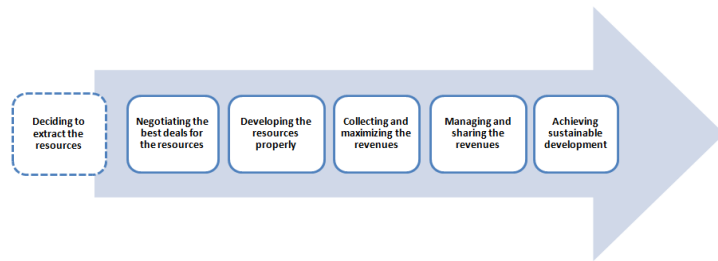 Deciding to
extract the
resources
Negotiating the
best deals for
the resources
Developing the
resources
properly
Collecting and
maximizing the
revenues
Managing and
sharing the
revenues
Achieving
sustainable
development